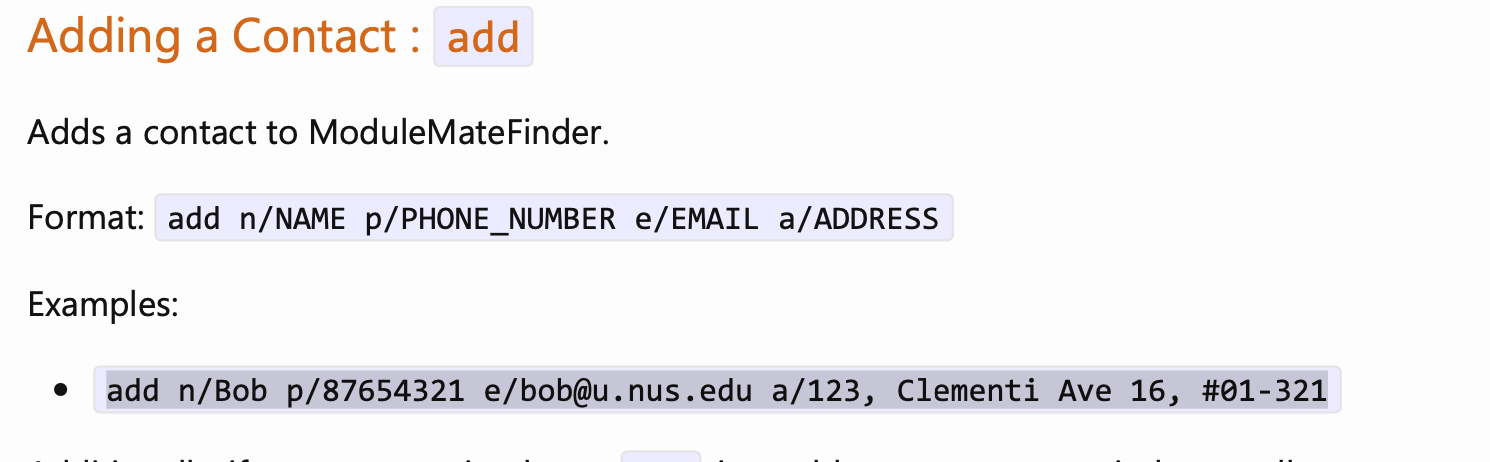 Adding a Contact : add
Adds a contact to ModuleMateFinder.
Format: add n/NAME p/PHONE_NUMBER e/EMAIL a/ADDRESS
Examples:
• add n/Bob p/87654321 e/bob@u.nus.edu a/123, Clementi Ave 16, #01-321